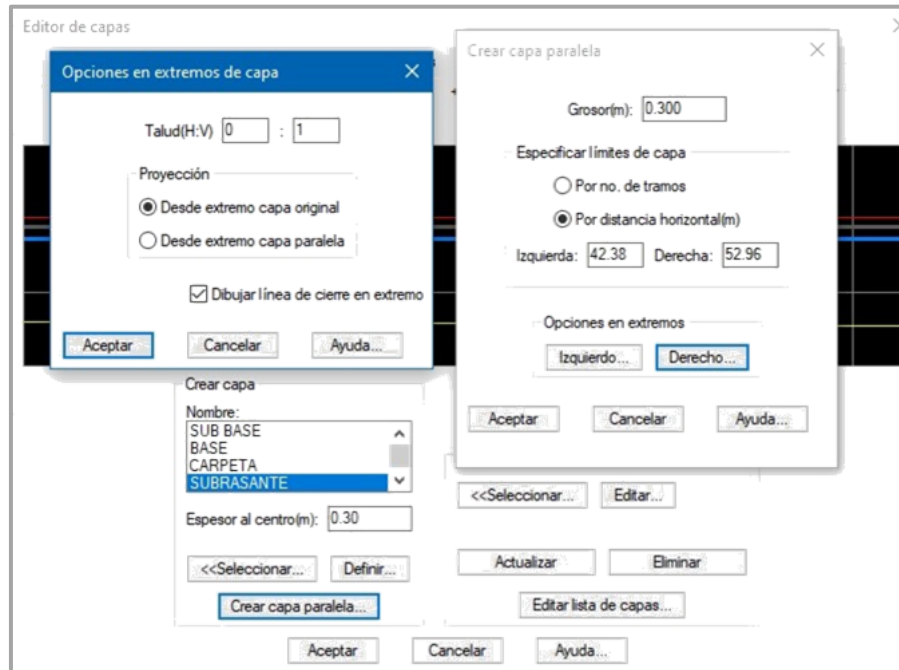 Editor de capas
Opciones en extremos de capa
Talud(H:V) 0 : 1
Proyección
Desde extremo capa original
Desde extremo capa paralela
Dibujar línea de cierre en extremo
Aceptar Cancelar Ayuda...
Crear capa paralela
Grosor(m): 0.300
Especificar límites de capa
Por no. de tramos
Por distancia horizontal(m)
Izquierda: 42.38 Derecha: 52.96
Opciones en extremos
Izquierdo... Derecho...
Aceptar Cancelar Ayuda...
Crear capa
Nombre:
SUB BASE
BASE
CARPETA
SUBRASANTE
Espesor al centro(m): 0.30
<<Seleccionar... Definir...
Crear capa paralela...
<<Seleccionar... Editar...
Actualizar Eliminar
Editar lista de capas...
Aceptar Cancelar Ayuda...